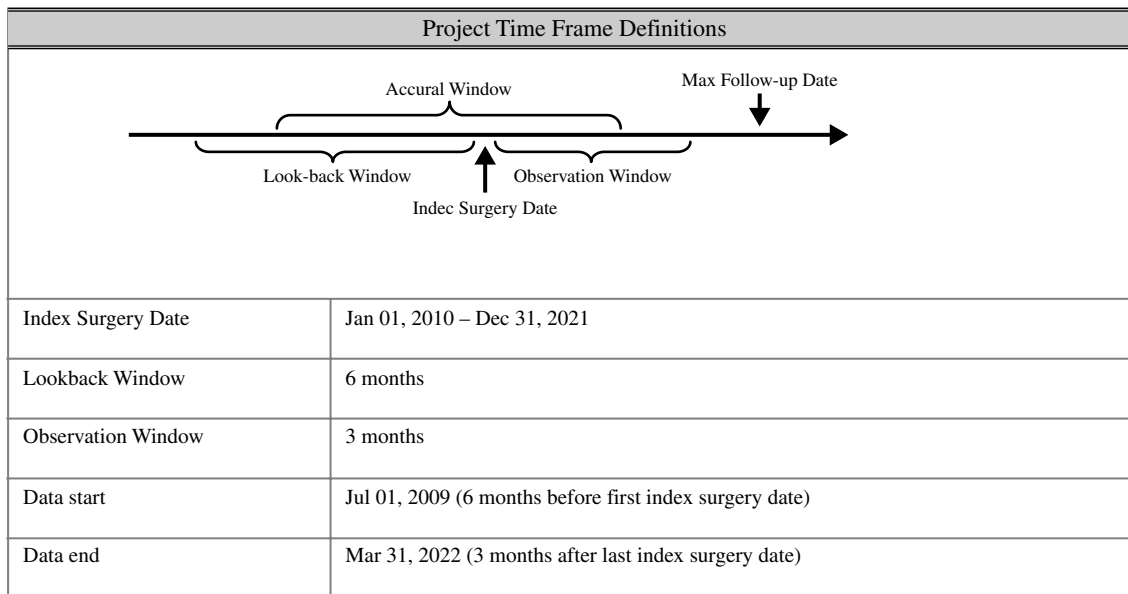 Project Time Frame Definitions
Max Follow-up Date
Accural Window
Look-back Window
Observation Window
Indec Surgery Date
Index Surgery Date
Jan 01, 2010 – Dec 31, 2021
Lookback Window
6 months
Observation Window
3 months
Data start
Jul 01, 2009 (6 months before first index surgery date)
Data end
Mar 31, 2022 (3 months after last index surgery date)